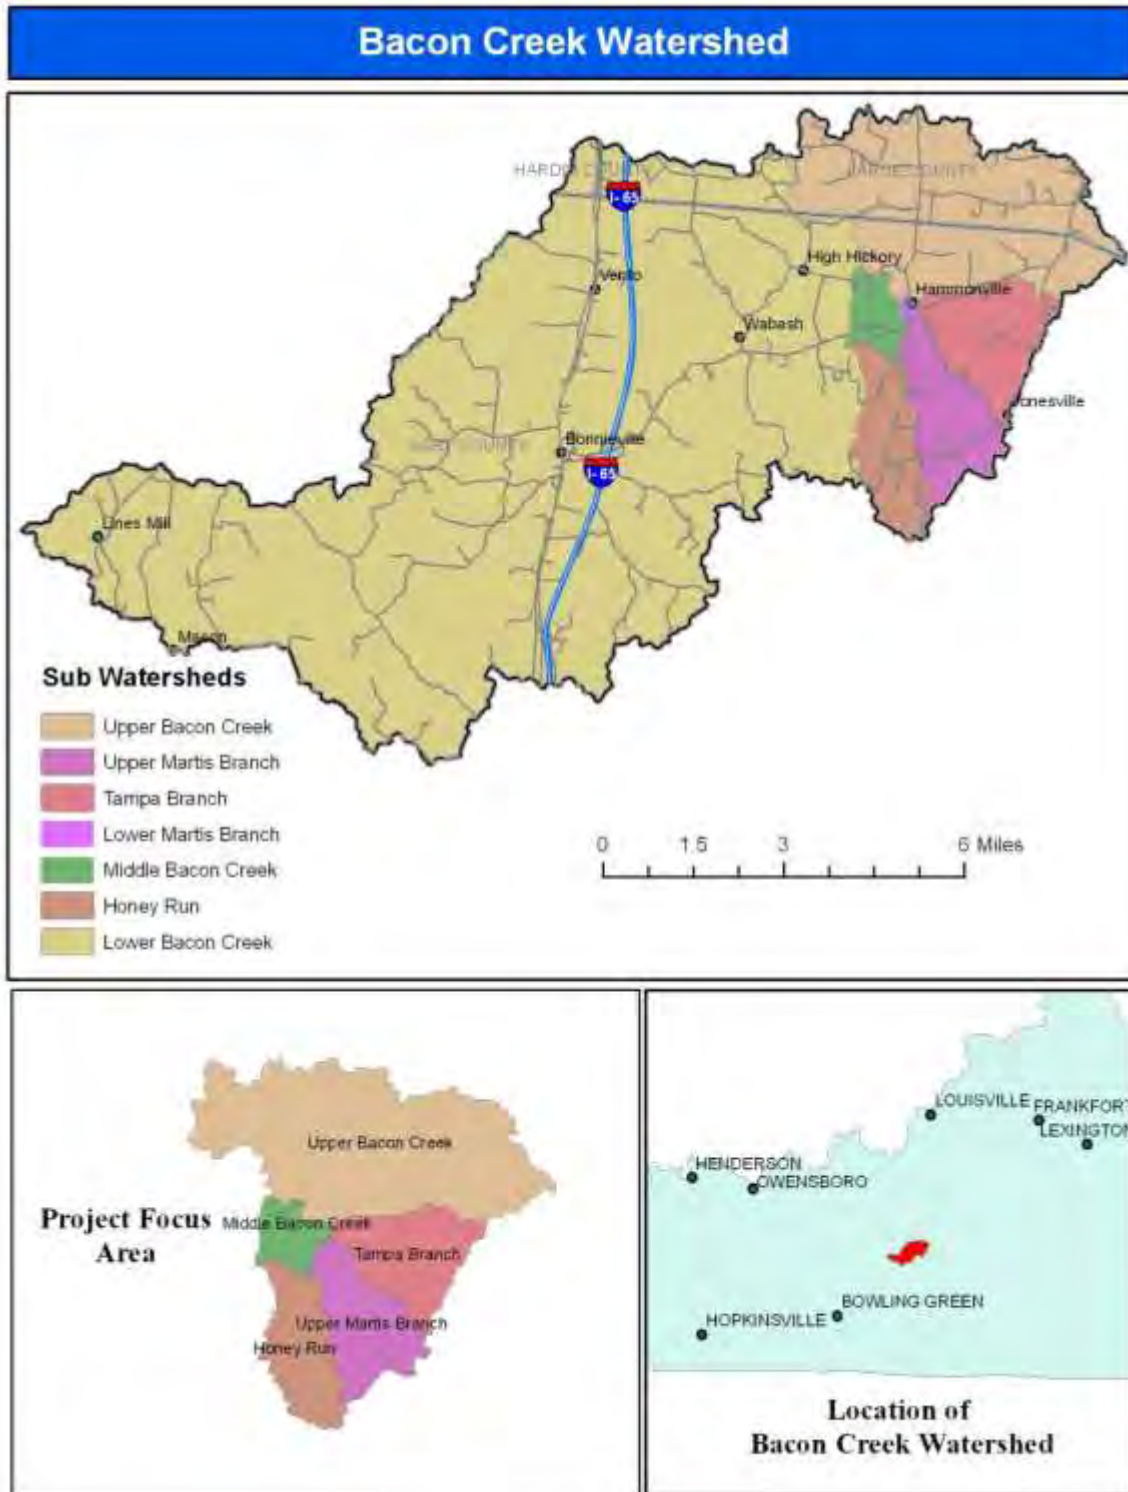 Bacon Creek Watershed
I-65
High Hickory
Hammonville
Wabash
Jonesville
Bonnieville
I-65
Mason
Sub Watersheds
Upper Bacon Creek
Upper Martis Branch
Tampa Branch
Lower Martis Branch
Middle Bacon Creek
Honey Run
Lower Bacon Creek
0 1.5 3 6 Miles
Upper Bacon Creek
Project Focus
Area
Middle Bacon Creek
Tampa Branch
Upper Martis Branch
Honey Run
LOUISVILLE
FRANKFORT
LEXINGTON
HENDERSON
OWENSBORO
BOWLING GREEN
HOPKINSVILLE
Location of
Bacon Creek Watershed